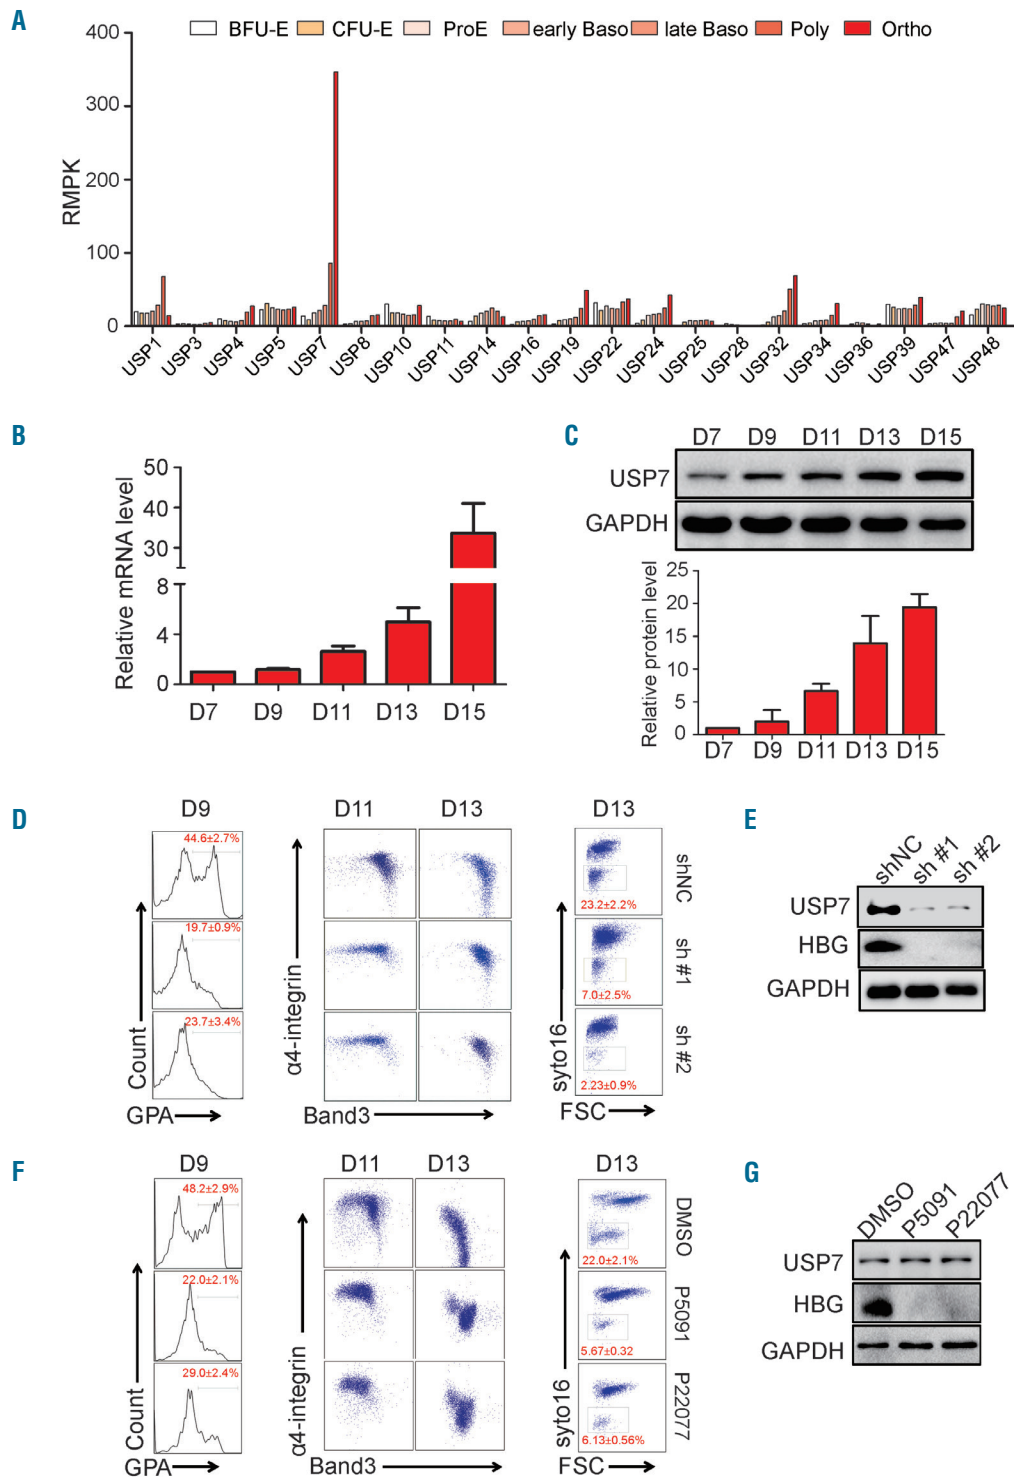 A
BFU-E CFU-E ProE early Baso late Baso Poly Ortho
RMPK
400
300
200
100
0
USP1 USP3 USP4 USP5 USP7 USP8 USP10 USP11 USP14 USP16 USP19 USP22 USP24 USP25 USP28 USP32 USP34 USP36 USP39 USP47 USP48
B
Relative mRNA level
50
40
30
8
4
0
D7 D9 D11 D13 D15
C
D7 D9 D11 D13 D15
USP7
GAPDH
Relative protein level
25
20
15
10
5
0
D7 D9 D11 D13 D15
D
D9 D11 D13 D13
44.6±2.7%
19.7±0.9%
23.7±3.4%
Count
GPA
α4-integrin
Band3
23.2±2.2%
7.0±2.5%
2.23±0.9%
syto16
FSC
shNC
sh #1
sh #2
E
shNC sh #1 sh #2
USP7
HBG
GAPDH
F
D9 D11 D13 D13
48.2±2.9%
22.0±2.1%
29.0±2.4%
Count
GPA
α4-integrin
Band3
22.0±2.1%
5.67±0.32
6.13±0.56%
syto16
FSC
DMSO
P5091
P22077
G
DMSO P5091 P22077
USP7
HBG
GAPDH